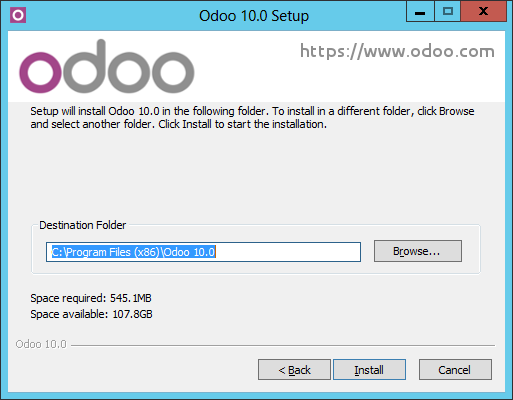 Odoo 10.0 Setup
odoo
https://www.odoo.com
Setup will install Odoo 10.0 in the following folder. To install in a different folder, click Browse
and select another folder. Click Install to start the installation.
Destination Folder
C:\Program Files (x86)\Odoo 10.0
Browse...
Space required: 545.1MB
Space available: 107.8GB
Odoo 10.0
< Back
Install
Cancel